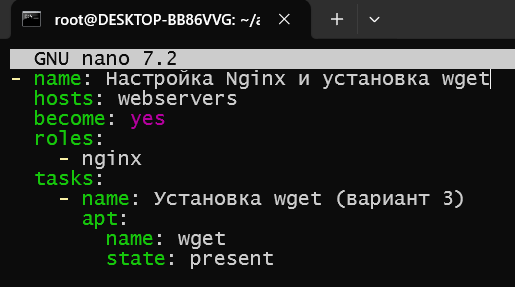 root@DESKTOP-BB86VVG: ~/a
GNU nano 7.2
- name: Настройка Nginx и установка wget
  hosts: webservers
  become: yes
  roles:
    - nginx
  tasks:
    - name: Установка wget (вариант 3)
      apt:
        name: wget
        state: present